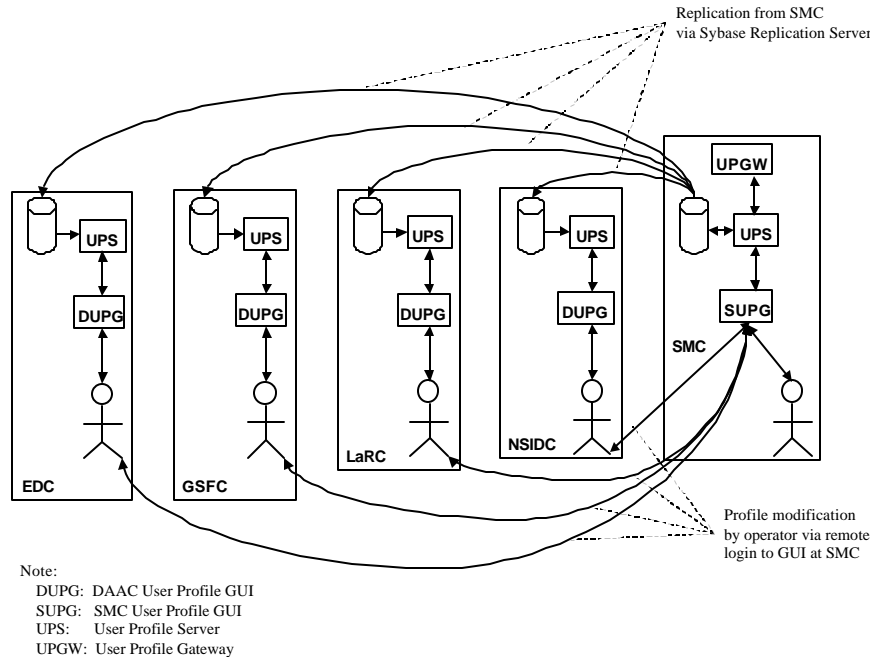 Replication from SMC
via Sybase Replication Server
UPGW
UPS
UPS
UPS
UPS
UPS
DUPG
DUPG
DUPG
DUPG
SUPG
SMC
EDC
GSFC
LaRC
NSIDC
Profile modification
by operator via remote
login to GUI at SMC
Note:
DUPG: DAAC User Profile GUI
SUPG: SMC User Profile GUI
UPS: User Profile Server
UPGW: User Profile Gateway